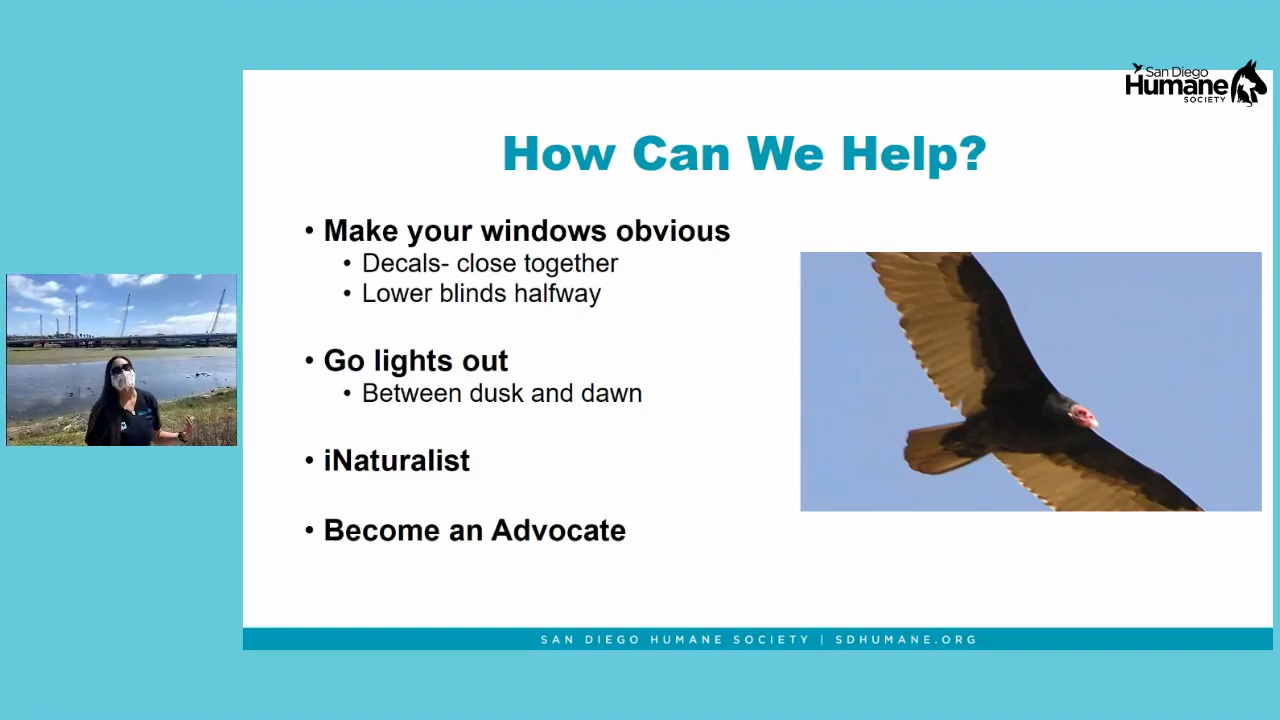 San Diego
Humane
SOCIETY
How Can We Help?
• Make your windows obvious
• Decals- close together
• Lower blinds halfway
• Go lights out
• Between dusk and dawn
• iNaturalist
• Become an Advocate
SAN DIEGO HUMANE SOCIETY | SDHUMANE.ORG